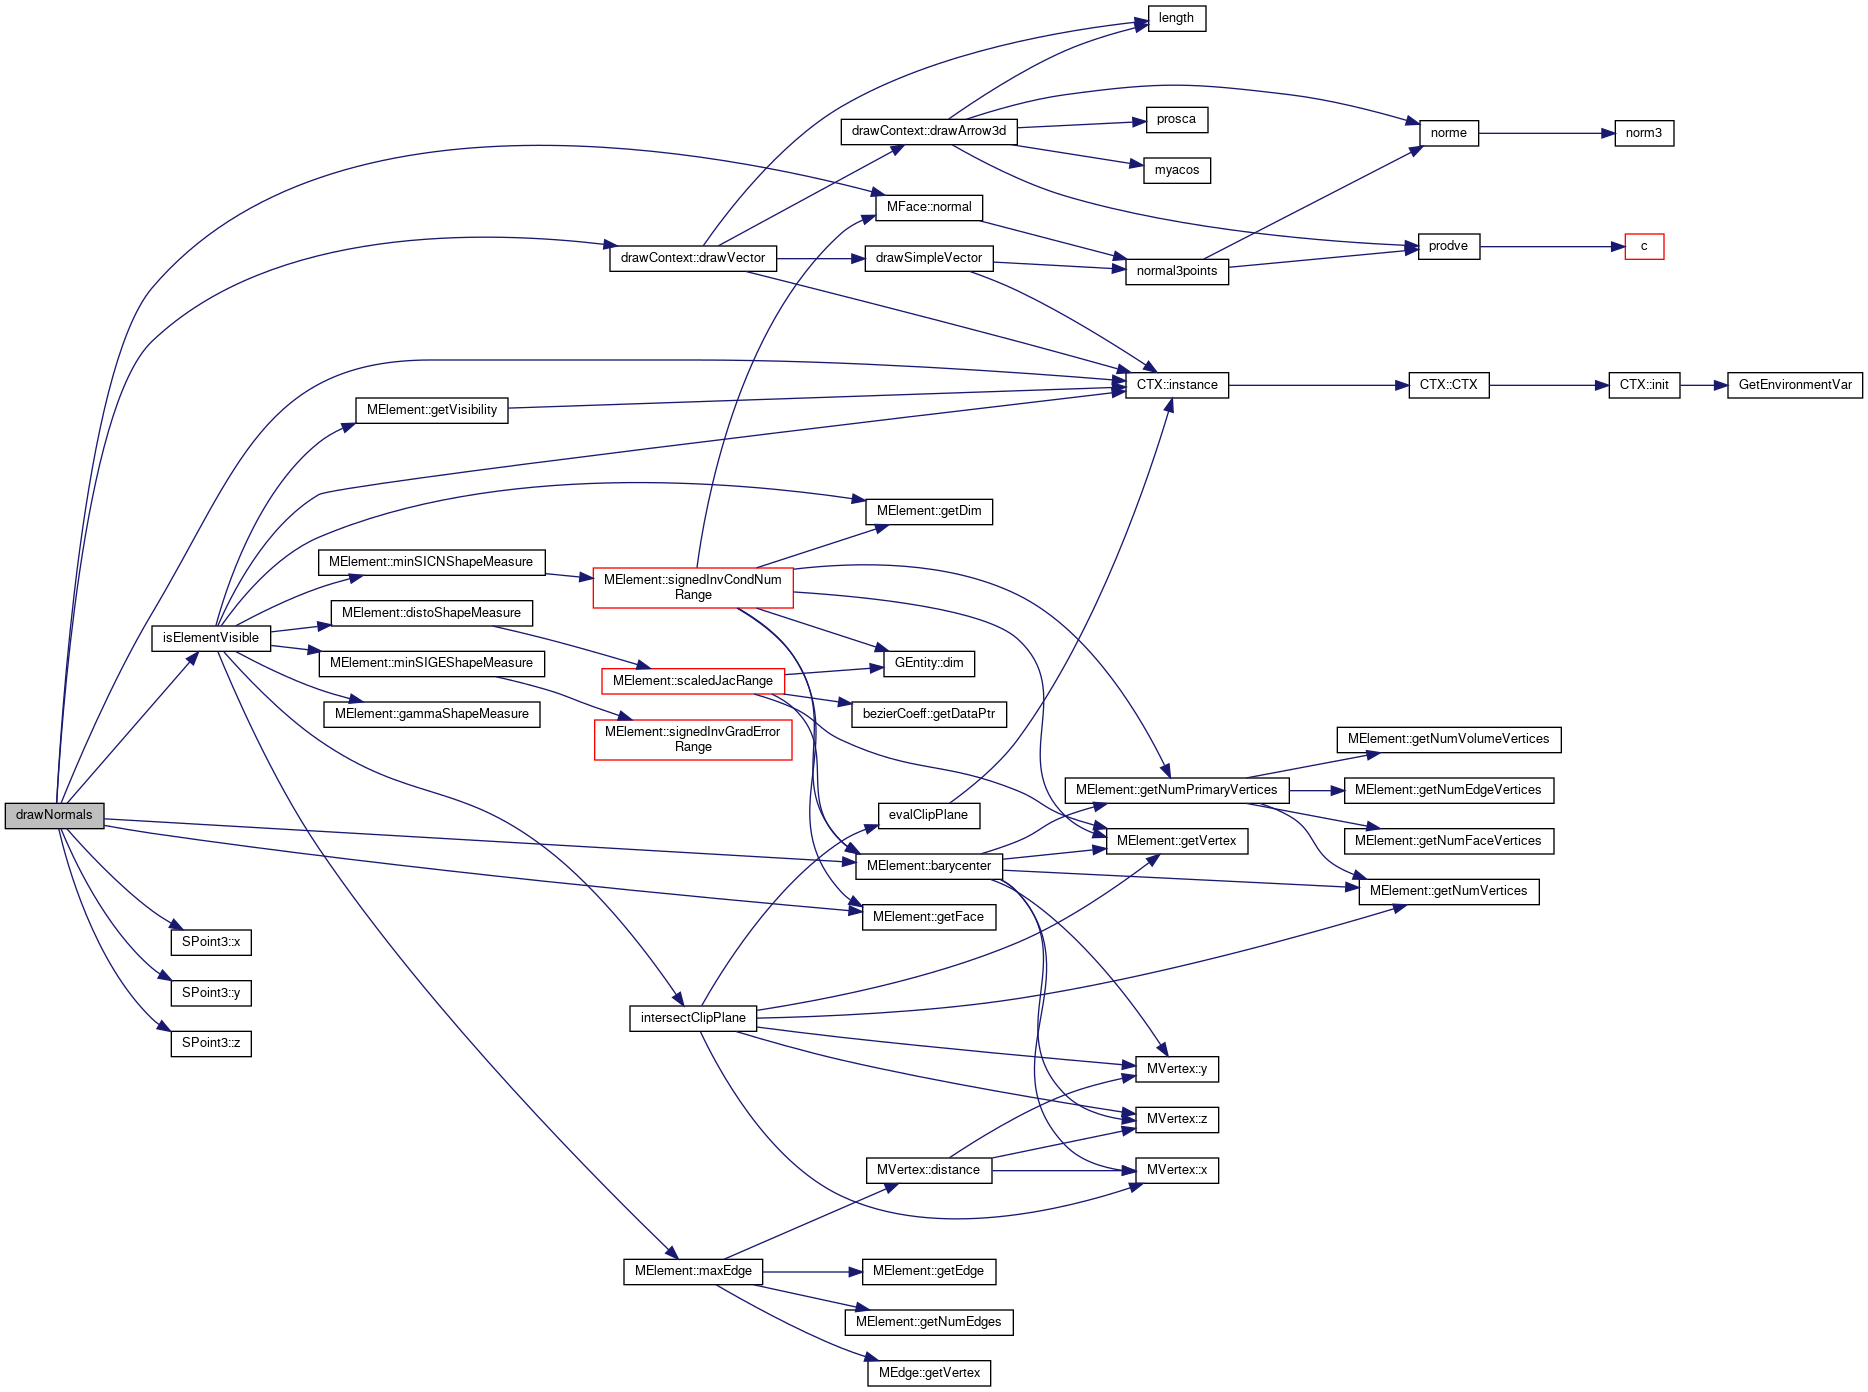 length
drawContext::drawArrow3d
prosca
norme
norm3
myacos
MFace::normal
drawContext::drawVector
drawSimpleVector
normal3points
prodve
c
CTX::instance
CTX::CTX
CTX::init
GetEnvironmentVar
MElement::getVisibility
MElement::getDim
MElement::minSICNShapeMeasure
MElement::signedInvCondNum
Range
MElement::distoShapeMeasure
isElementVisible
MElement::minSIGEShapeMeasure
GEntity::dim
MElement::scaledJacRange
MElement::gammaShapeMeasure
bezierCoeff::getDataPtr
MElement::signedInvGradError
Range
MElement::getNumVolumeVertices
MElement::getNumPrimaryVertices
MElement::getNumEdgeVertices
drawNormals
evalClipPlane
MElement::getVertex
MElement::getNumFaceVertices
MElement::barycenter
MElement::getNumVertices
MElement::getFace
SPoint3::x
SPoint3::y
intersectClipPlane
SPoint3::z
MVertex::y
MVertex::z
MVertex::distance
MVertex::x
MElement::maxEdge
MElement::getEdge
MElement::getNumEdges
MEdge::getVertex